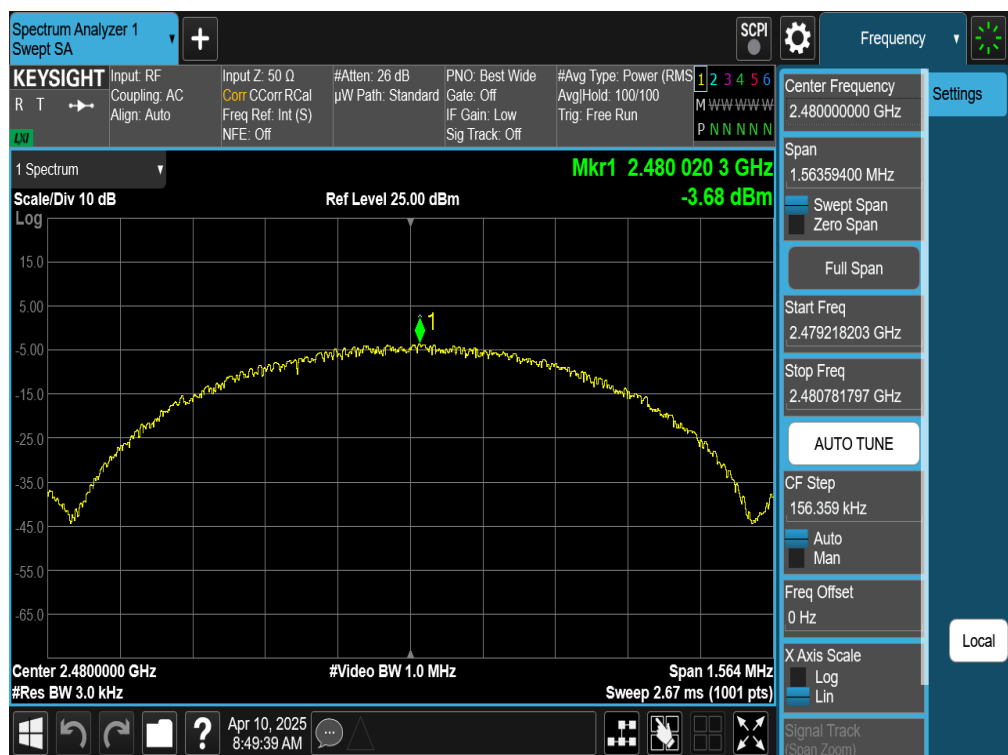 Spectrum Analyzer 1
Swept SA
+
SCPI
Frequency
KEYSIGHT
R T
LXI
Input: RF
Coupling: AC
Align: Auto
Input Z: 50 Ω
Corr CCorr RCal
Freq Ref: Int (S)
NFE: Off
#Atten: 26 dB
µW Path: Standard
PNO: Best Wide
Gate: Off
IF Gain: Low
Sig Track: Off
#Avg Type: Power (RMS
Avg|Hold: 100/100
Trig: Free Run
1 2 3 4 5 6
M W W W W W
P N N N N N
1 Spectrum
Mkr1 2.480 020 3 GHz
-3.68 dBm
Scale/Div 10 dB
Ref Level 25.00 dBm
Log
15.0
5.00
-5.00
-15.0
-25.0
-35.0
-45.0
-55.0
-65.0
1
Center 2.4800000 GHz
#Video BW 1.0 MHz
Span 1.564 MHz
#Res BW 3.0 kHz
Sweep 2.67 ms (1001 pts)
?
Apr 10, 2025
8:49:39 AM
Center Frequency
2.480000000 GHz
Span
1.56359400 MHz
Swept Span
Zero Span
Full Span
Start Freq
2.479218203 GHz
Stop Freq
2.480781797 GHz
AUTO TUNE
CF Step
156.359 kHz
Auto
Man
Freq Offset
0 Hz
X Axis Scale
Log
Lin
Signal Track
(Span Zoom)
Settings
Local